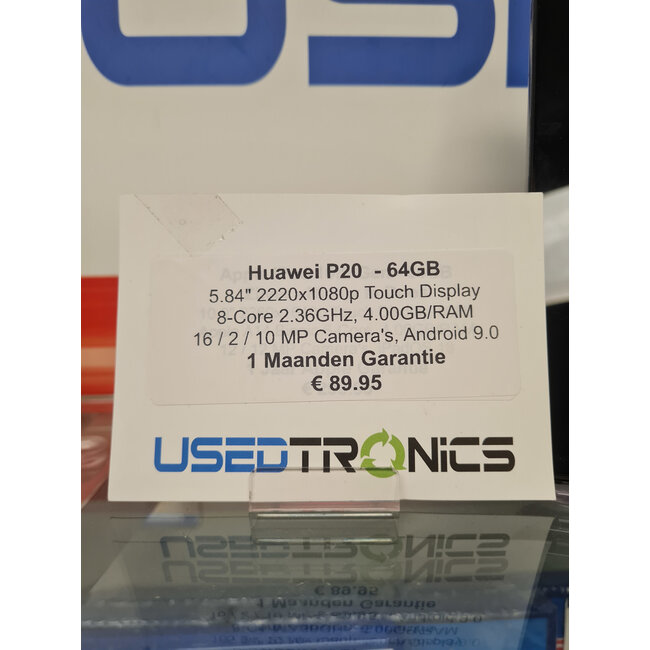 Huawei P20 - 64GB
5.84" 2220x1080p Touch Display
8-Core 2.36GHz, 4.00GB/RAM
16 / 2 / 10 MP Camera's, Android 9.0
1 Maanden Garantie
€ 89.95
USEDTRONiCS